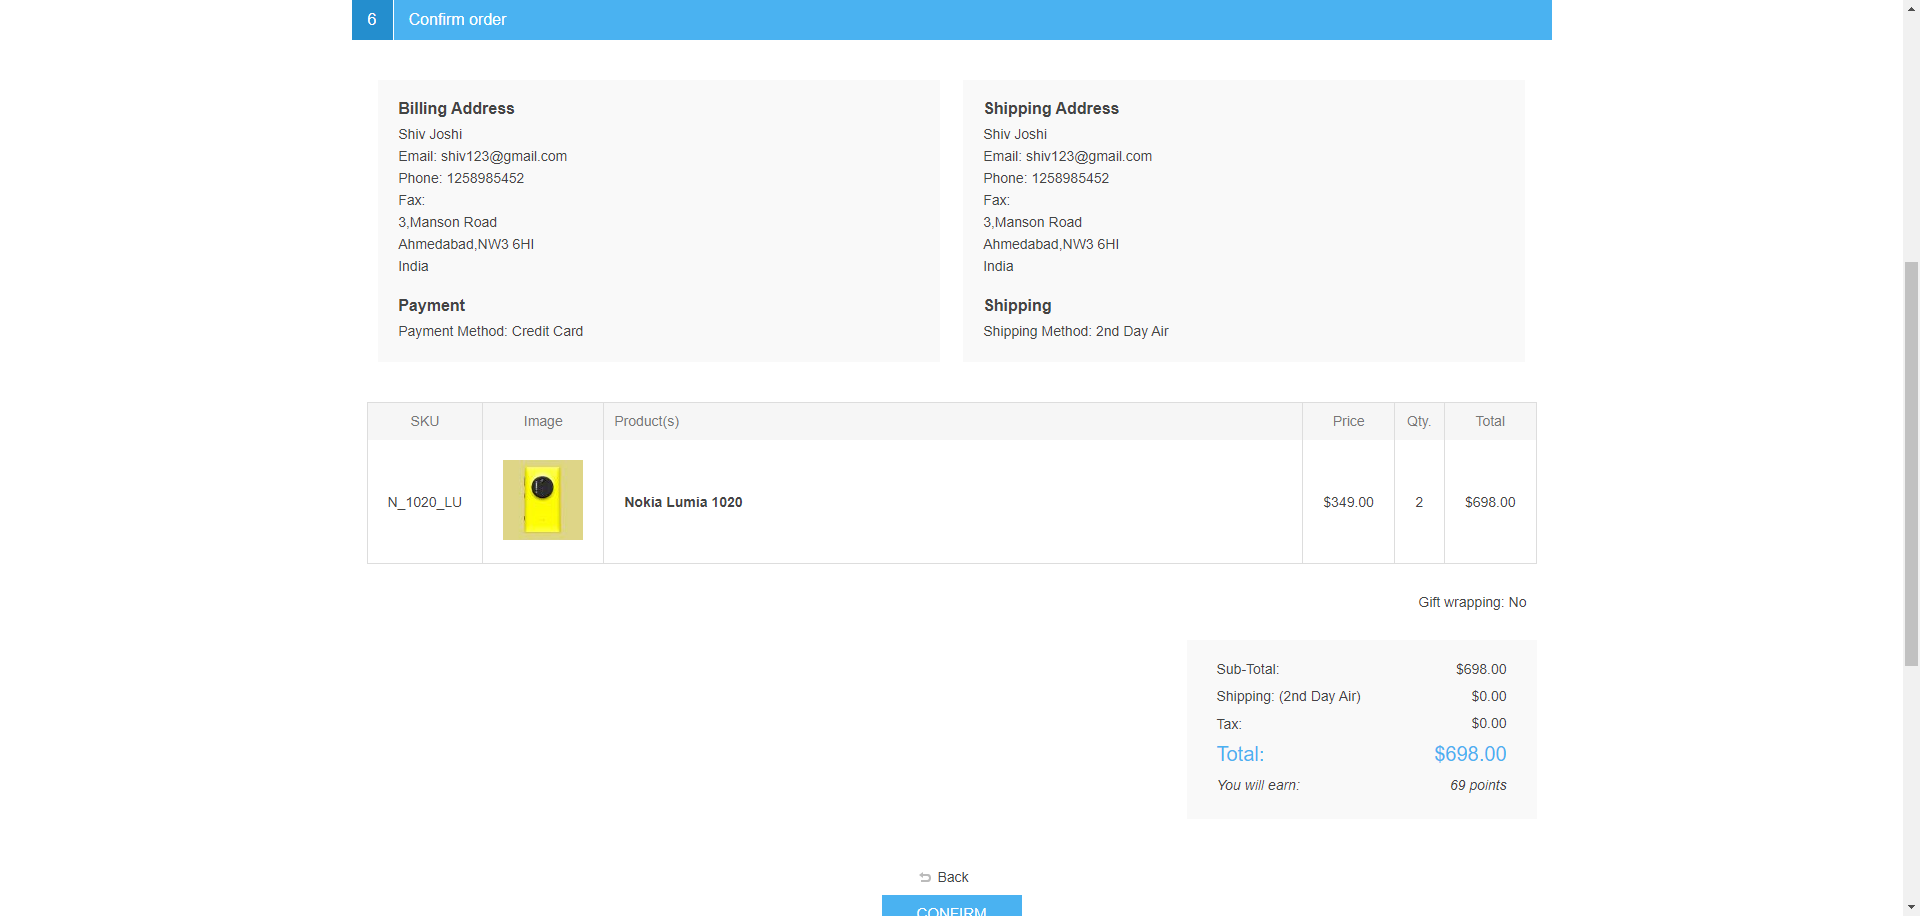 6 Confirm order
Billing Address
Shiv Joshi
Email: shiv123@gmail.com
Phone: 1258985452
Fax:
3,Manson Road
Ahmedabad,NW3 6HI
India
Payment
Payment Method: Credit Card
Shipping Address
Shiv Joshi
Email: shiv123@gmail.com
Phone: 1258985452
Fax:
3,Manson Road
Ahmedabad,NW3 6HI
India
Shipping
Shipping Method: 2nd Day Air
SKU Image Product(s) Price Qty. Total
N_1020_LU Nokia Lumia 1020 $349.00 2 $698.00
Gift wrapping: No
Sub-Total: $698.00
Shipping: (2nd Day Air) $0.00
Tax: $0.00
Total: $698.00
You will earn: 69 points
Back
CONFIRM